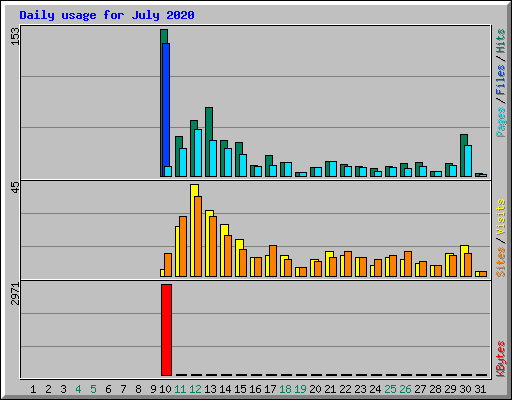 Daily usage for July 2020
153
Pages / Files / Hits
45
Sites / Visits
2971
KBytes
1 2 3 4 5 6 7 8 9 10 11 12 13 14 15 16 17 18 19 20 21 22 23 24 25 26 27 28 29 30 31